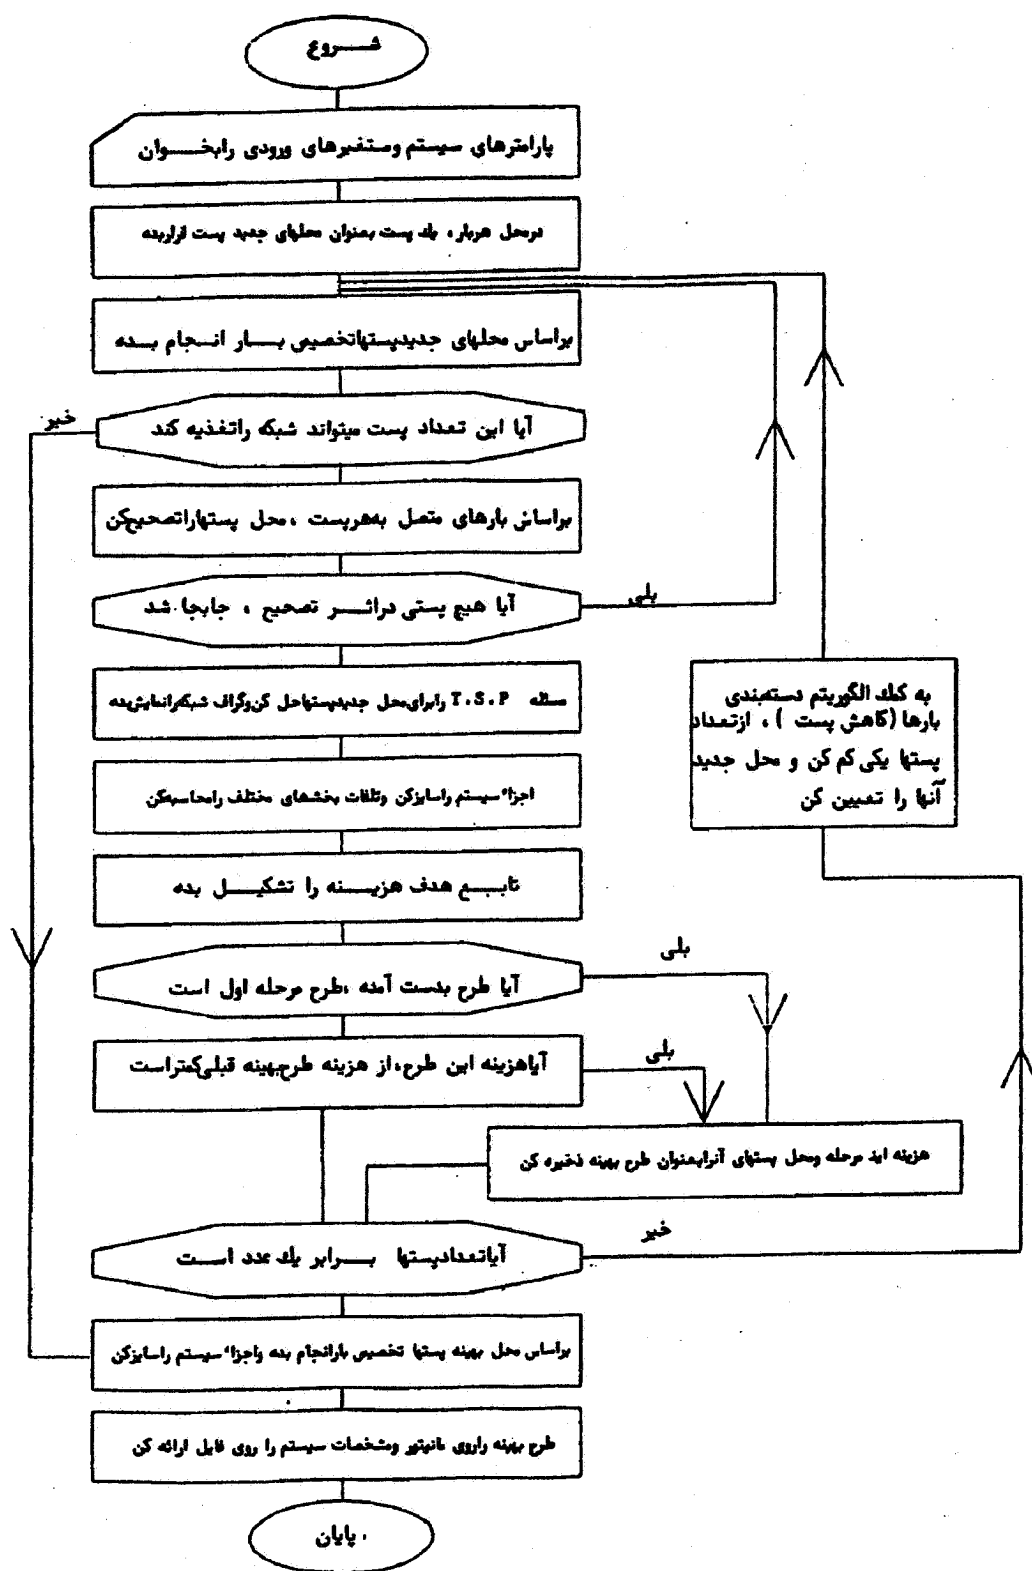 شروع
پارامترهای سیستم و متغیرهای ورودی را بخوان
در محل هر بار ، یک پست بعنوان محلهای جدید پست قرار بده
براساس محلهای جدید پستها تخصیص بار انجام بده
آیا این تعداد پست میتواند شبکه را تغذیه کند
خیر
براساس بارهای متصل به هر پست ، محل پستها را تصحیح کن
آیا هیچ پستی در اثر تصحیح ، جابجا شد
بلی
مسئله T.S.P را برای محل جدید پستها حل کن و گراف شبکه را نمایش بده
به کمک الگوریتم دسته‌بندی
بارها (کاهش پست ) ، از تعداد
پستها یکی کم کن و محل جدید
آنها را تعیین کن
اجزاء سیستم را سایز کن و تلفات بخشهای مختلف را محاسبه کن
تابع هدف هزینه را تشکیل بده
بلی
آیا طرح بدست آمده ، طرح مرحله اول است
بلی
آیا هزینه این طرح ، از هزینه طرح بهینه قبلی کمتر است
هزینه اید مرحله و محل پستهای آنرا بعنوان طرح بهینه ذخیره کن
خیر
آیا تعداد پستها برابر یک عدد است
براساس محل بهینه پستها تخصیص بار انجام بده و اجزاء سیستم را سایز کن
طرح بهینه را روی مانیتور و مشخصات سیستم را روی فایل ارائه کن
پایان